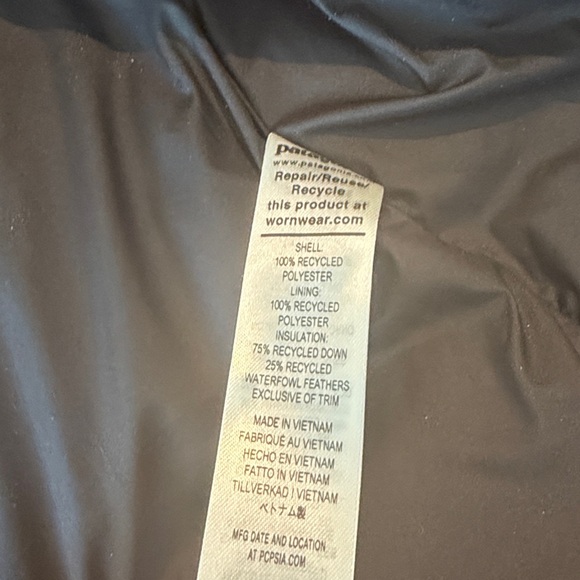 www.patagonia.com
Repair/Reuse/
Recycle
this product at
wornwear.com
SHELL:
100% RECYCLED
POLYESTER
LINING:
100% RECYCLED
POLYESTER
INSULATION:
75% RECYCLED DOWN
25% RECYCLED
WATERFOWL FEATHERS
EXCLUSIVE OF TRIM
MADE IN VIETNAM
FABRIQUÉ AU VIETNAM
HECHO EN VIETNAM
FATTO IN VIETNAM
TILLVERKAD I VIETNAM
ベトナム製
MFG DATE AND LOCATION
AT PCPSIA.COM